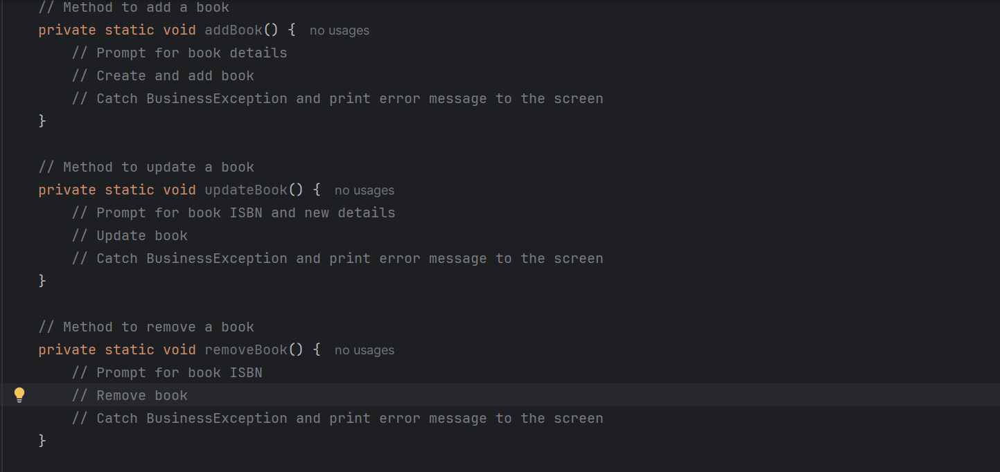 // Method to add a book
private static void addBook() { no usages
// Prompt for book details
// Create and add book
// Catch BusinessException and print error message to the screen
}
// Method to update a book
private static void updateBook() { no usages
// Prompt for book ISBN and new details
// Update book
// Catch BusinessException and print error message to the screen
}
// Method to remove a book
private static void removeBook() { no usages
// Prompt for book ISBN
// Remove book
// Catch BusinessException and print error message to the screen
}